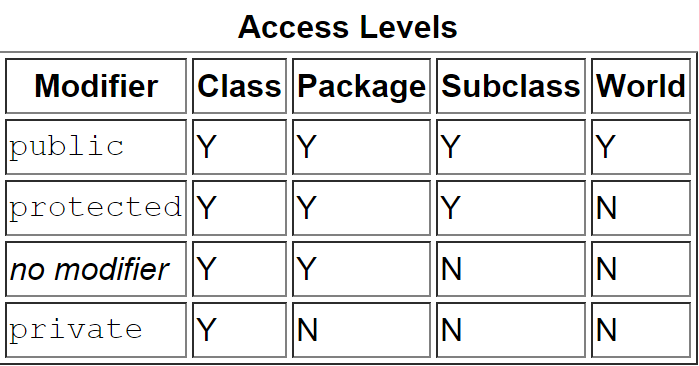 Access Levels
Modifier Class Package Subclass World
public Y Y Y Y
protected Y Y Y N
no modifier Y Y N N
private Y N N N